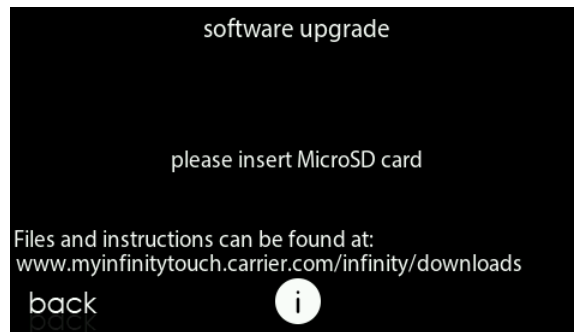 software upgrade
please insert MicroSD card
Files and instructions can be found at:
www.myinfinitytouch.carrier.com/infinity/downloads
back
i